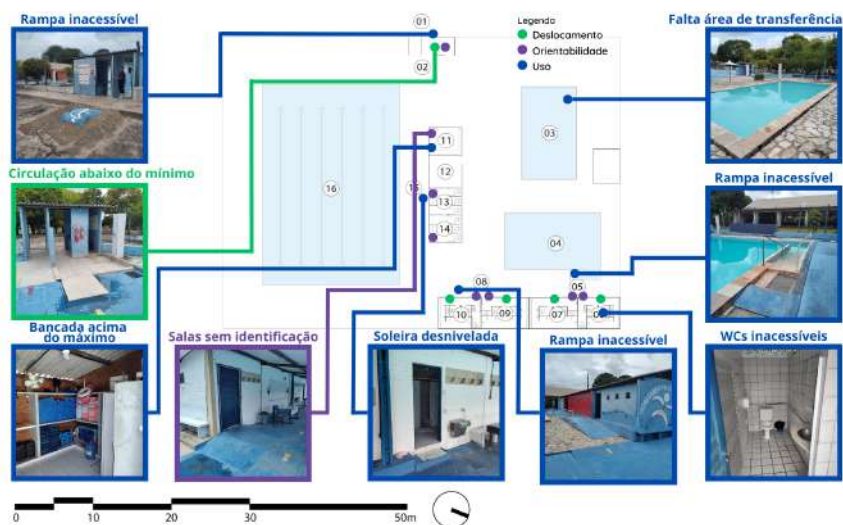 Rampa inacessível
01
Legenda
Deslocamento
Orientabilidade
Uso
Falta área de transferência
02
03
Circulação abaixo do mínimo
11
12
Rampa inacessível
16
15
13
14
04
08
05
10
09
07
Bancada acima
do máximo
Salas sem identificação
Soleira desnivelada
Rampa inacessível
WCs inacessíveis
0
10
20
30
50m